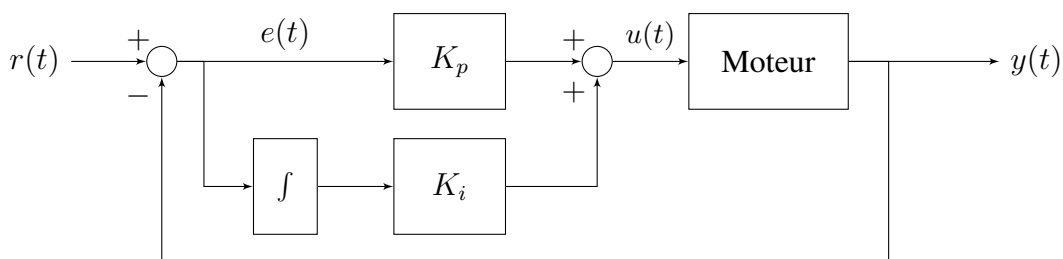 r(t) + − e(t) K_p + + u(t) Moteur y(t)
∫ K_i